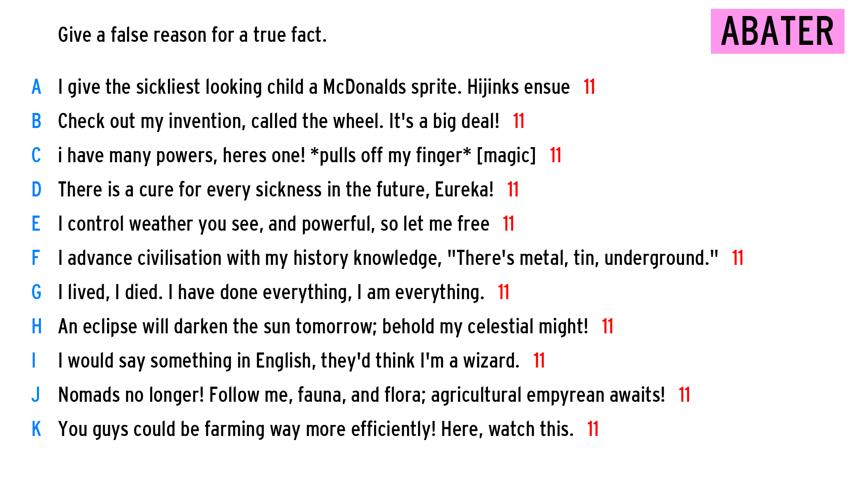 Give a false reason for a true fact.
ABATER
A I give the sickliest looking child a McDonalds sprite. Hijinks ensue 11
B Check out my invention, called the wheel. It's a big deal! 11
C i have many powers, heres one! *pulls off my finger* [magic] 11
D There is a cure for every sickness in the future, Eureka! 11
E I control weather you see, and powerful, so let me free 11
F I advance civilisation with my history knowledge, "There's metal, tin, underground." 11
G I lived, I died. I have done everything, I am everything. 11
H An eclipse will darken the sun tomorrow; behold my celestial might! 11
I I would say something in English, they'd think I'm a wizard. 11
J Nomads no longer! Follow me, fauna, and flora; agricultural empyrean awaits! 11
K You guys could be farming way more efficiently! Here, watch this. 11